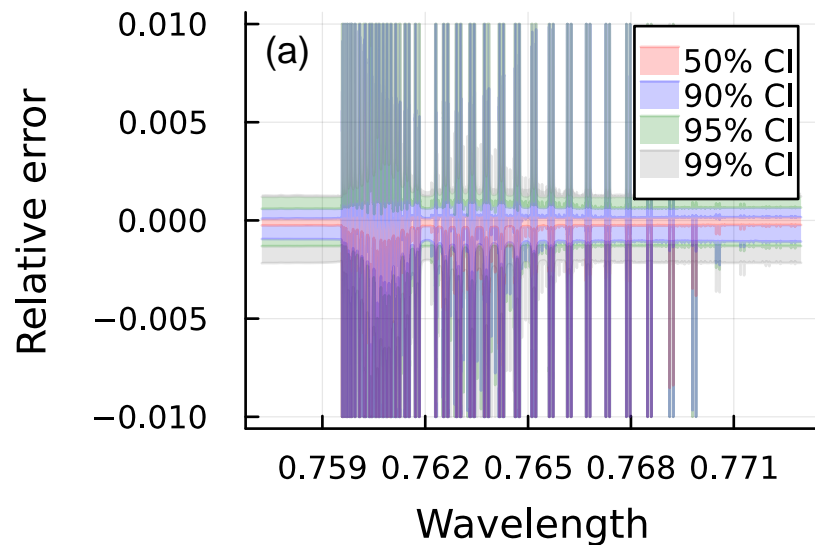 0.010
0.005
0.000
−0.005
−0.010
Relative error
(a)
50% CI
90% CI
95% CI
99% CI
0.759
0.762
0.765
0.768
0.771
Wavelength